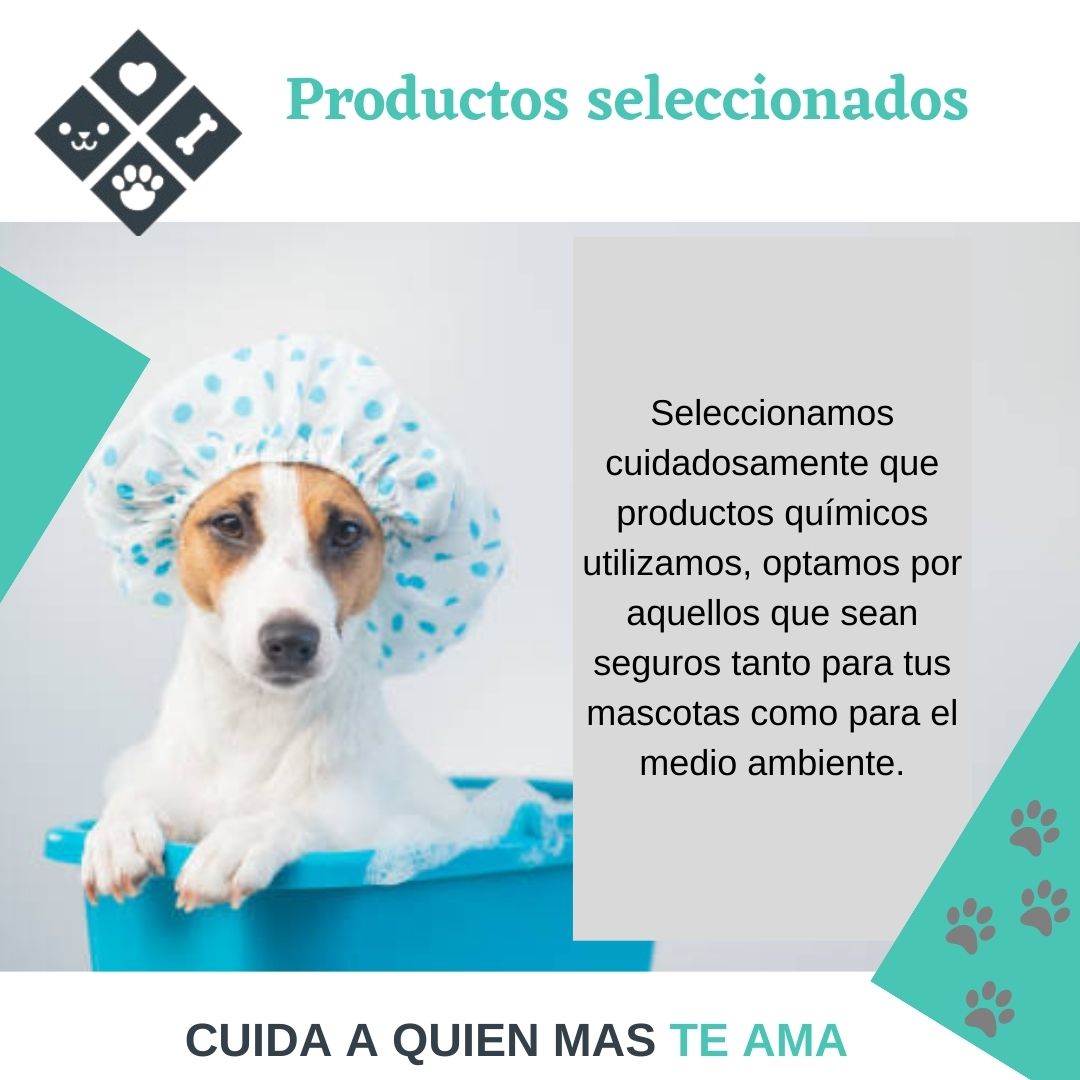 Productos seleccionados
Seleccionamos
cuidadosamente que
productos químicos
utilizamos, optamos por
aquellos que sean
seguros tanto para tus
mascotas como para el
medio ambiente.
CUIDA A QUIEN MAS TE AMA